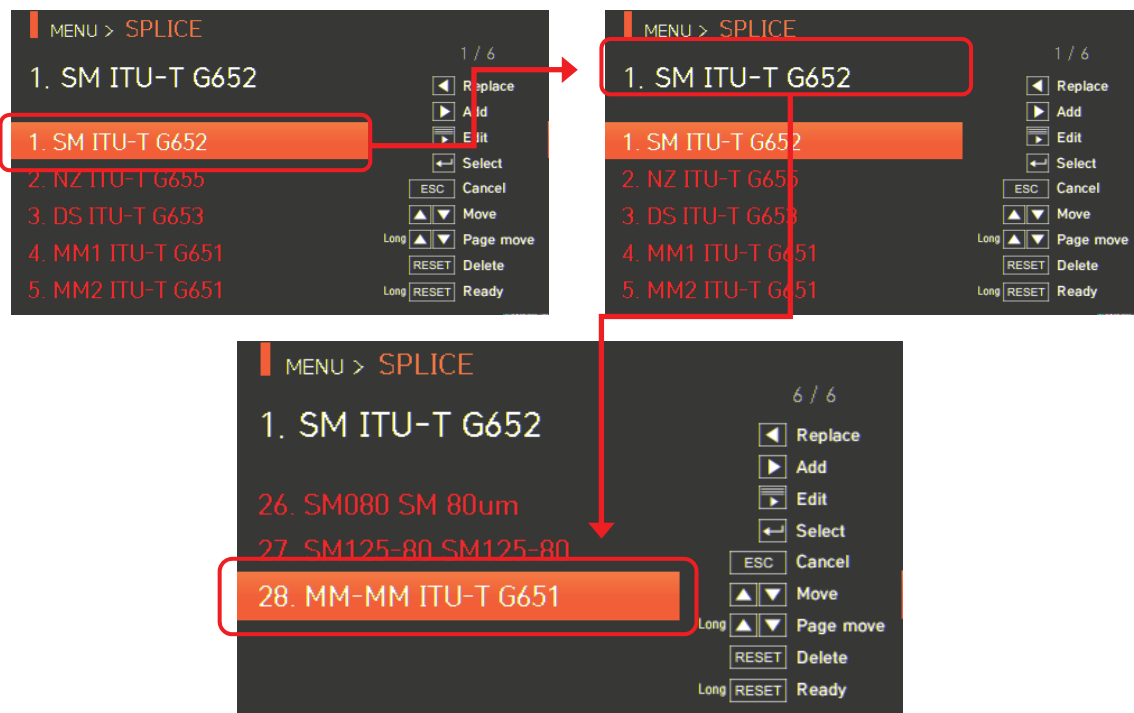 MENU > SPLICE
1 / 6
1. SM ITU-T G652
Replace
Add
1. SM ITU-T G652
Edit
Select
2. NZ ITU-T G655
ESC Cancel
3. DS ITU-T G653
Move
4. MM1 ITU-T G651
Long Page move
RESET Delete
5. MM2 ITU-T G651
Long RESET Ready
MENU > SPLICE
1 / 6
1. SM ITU-T G652
Replace
Add
1. SM ITU-T G652
Edit
Select
2. NZ ITU-T G655
ESC Cancel
3. DS ITU-T G653
Move
4. MM1 ITU-T G651
Long Page move
RESET Delete
5. MM2 ITU-T G651
Long RESET Ready
MENU > SPLICE
6 / 6
1. SM ITU-T G652
Replace
Add
26. SM080 SM 80um
Edit
Select
27. SM125-80 SM125-80
ESC Cancel
28. MM-MM ITU-T G651
Move
Long Page move
RESET Delete
Long RESET Ready